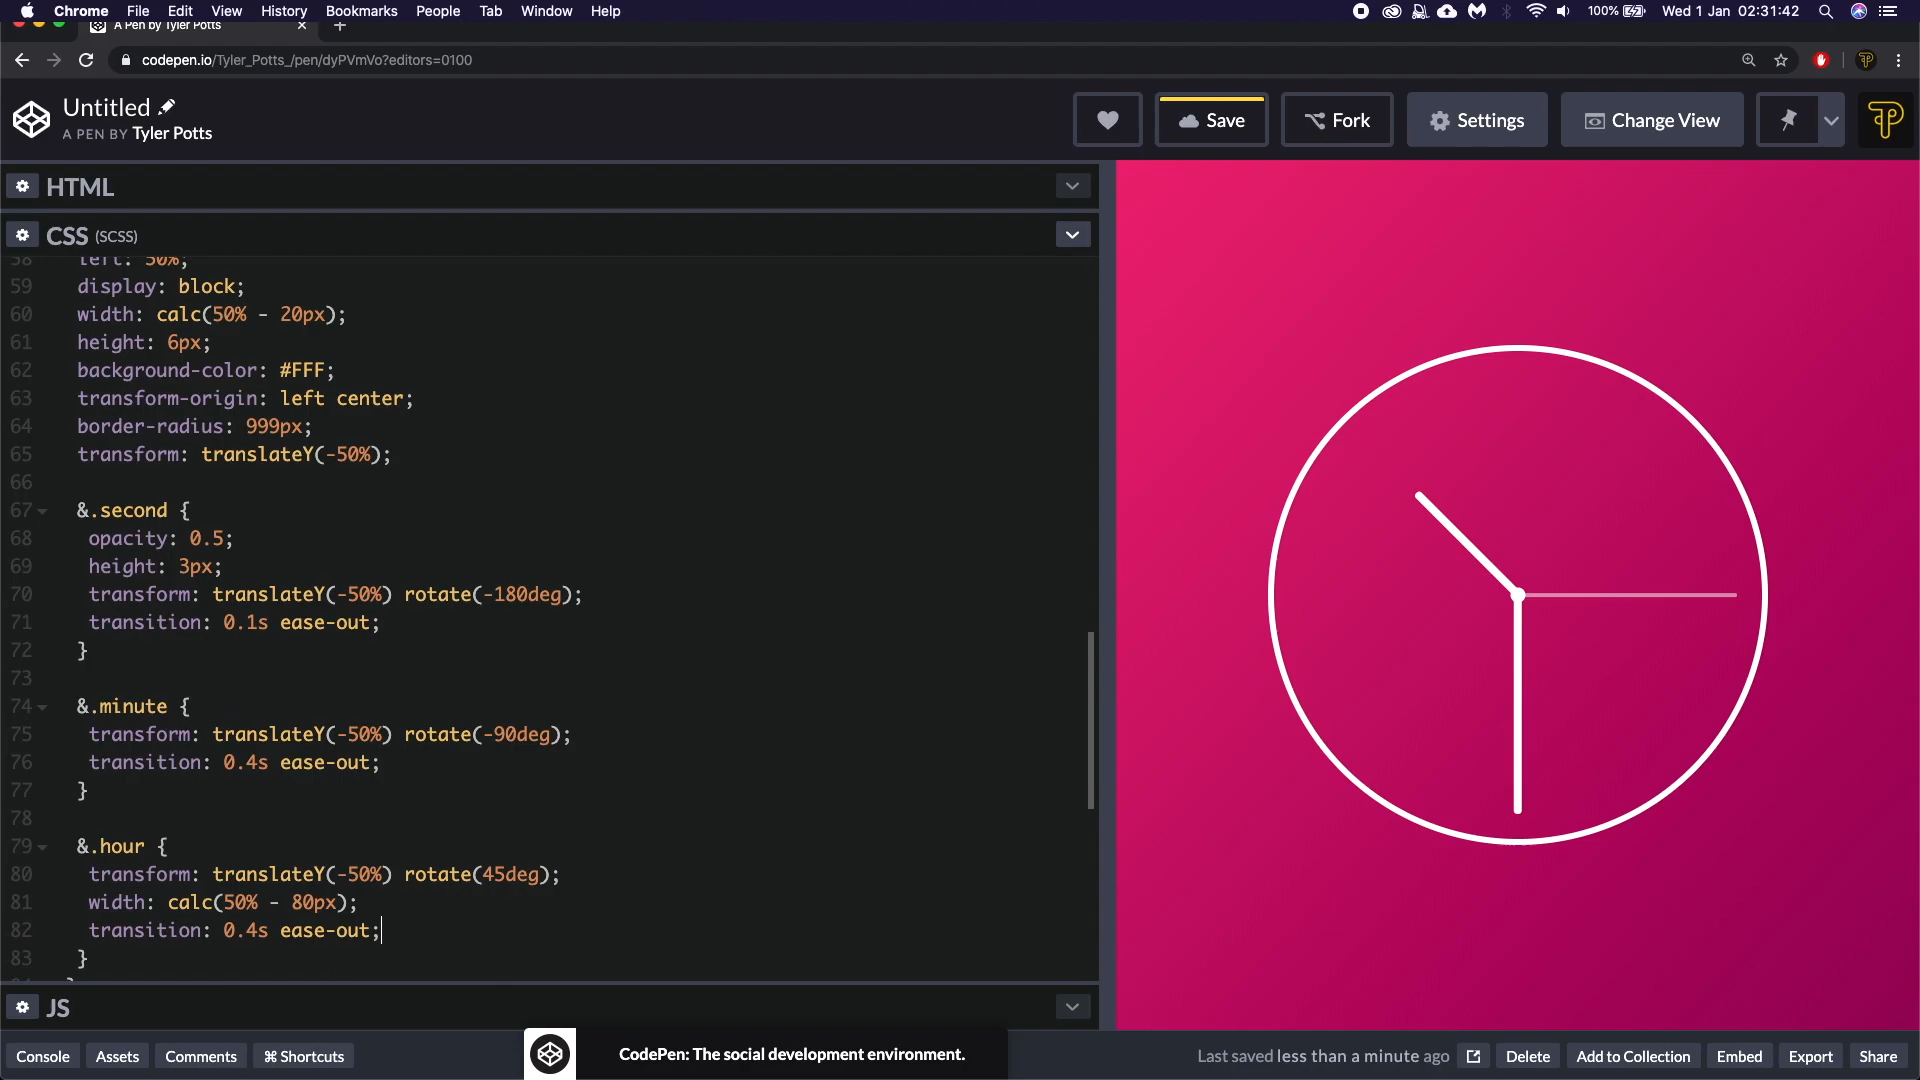 Chrome File Edit View History Bookmarks People Tab Window Help 100% Wed 1 Jan 02:31:42
A Pen by Tyler Potts
codepen.io/Tyler_Potts_/pen/dyPVmVo?editors=0100
Untitled
A PEN BY Tyler Potts
Save Fork Settings Change View
HTML
CSS (SCSS)
58 left: 50%;
59 display: block;
60 width: calc(50% - 20px);
61 height: 6px;
62 background-color: #FFF;
63 transform-origin: left center;
64 border-radius: 999px;
65 transform: translateY(-50%);
66
67 &.second {
68 opacity: 0.5;
69 height: 3px;
70 transform: translateY(-50%) rotate(-180deg);
71 transition: 0.1s ease-out;
72 }
73
74 &.minute {
75 transform: translateY(-50%) rotate(-90deg);
76 transition: 0.4s ease-out;
77 }
78
79 &.hour {
80 transform: translateY(-50%) rotate(45deg);
81 width: calc(50% - 80px);
82 transition: 0.4s ease-out;
83 }
JS
Console Assets Comments ⌘ Shortcuts
CodePen: The social development environment.
Last saved less than a minute ago Delete Add to Collection Embed Export Share